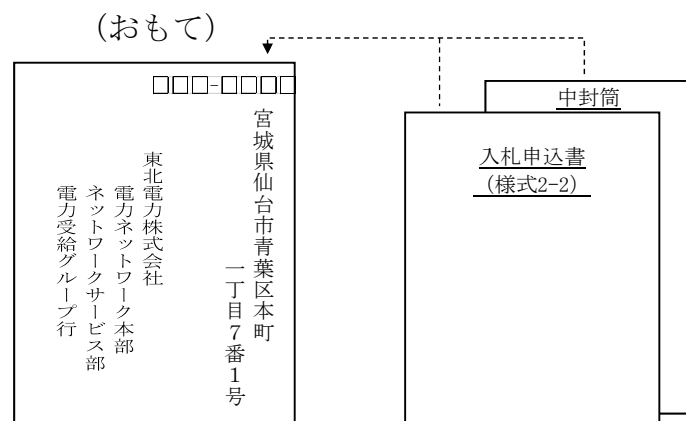 (おもて)
□□□-□□□□
宮城県仙台市青葉区本町
一丁目7番1号
東北電力株式会社
電力ネットワーク本部
ネットワークサービス部
電力受給グループ行
中封筒
入札申込書
(様式2-2)